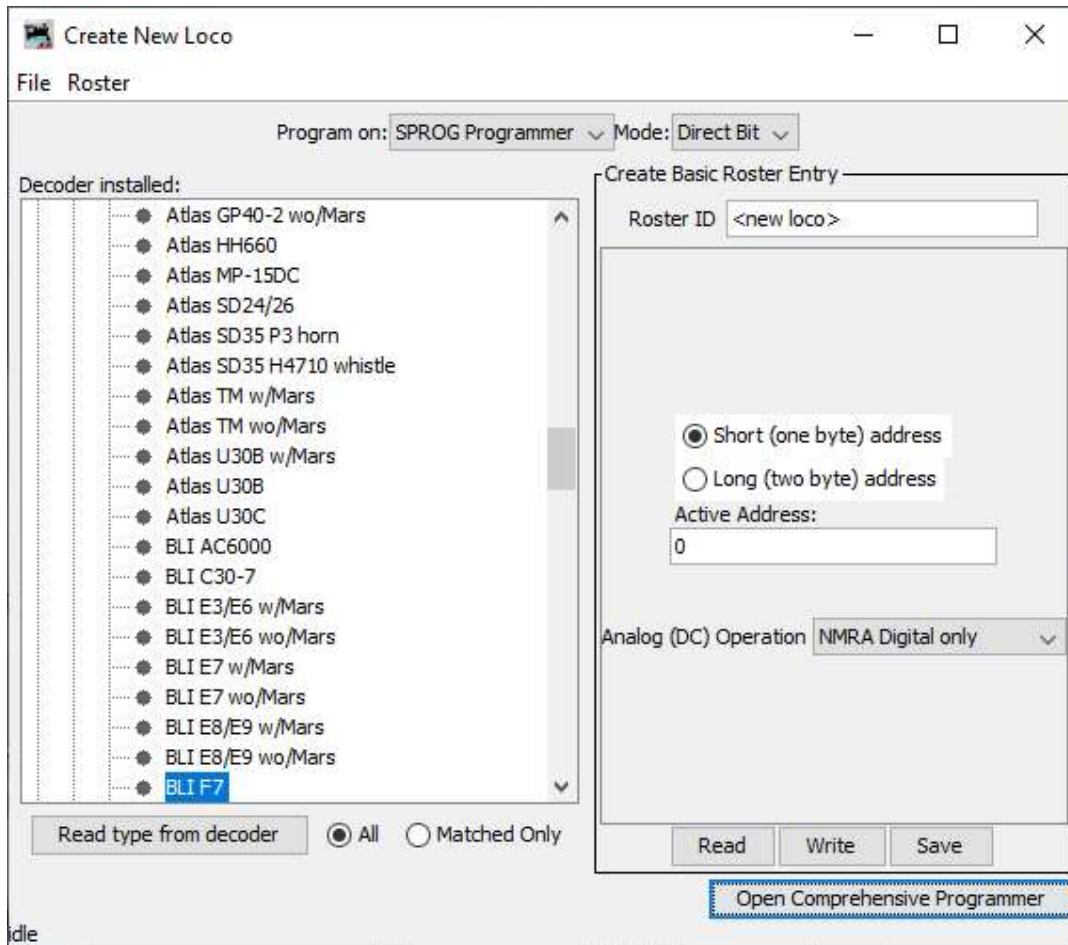 Create New Loco
File Roster
Program on: SPROG Programmer Mode: Direct Bit
Decoder installed:
Atlas GP40-2 wo/Mars
Atlas HH660
Atlas MP-15DC
Atlas SD24/26
Atlas SD35 P3 horn
Atlas SD35 H4710 whistle
Atlas TM w/Mars
Atlas TM wo/Mars
Atlas U30B w/Mars
Atlas U30B
Atlas U30C
BLI AC6000
BLI C30-7
BLI E3/E6 w/Mars
BLI E3/E6 wo/Mars
BLI E7 w/Mars
BLI E7 wo/Mars
BLI E8/E9 w/Mars
BLI E8/E9 wo/Mars
BLI F7
Read type from decoder All Matched Only
Create Basic Roster Entry
Roster ID <new loco>
Short (one byte) address
Long (two byte) address
Active Address:
0
Analog (DC) Operation NMRA Digital only
Read Write Save
Open Comprehensive Programmer
idle